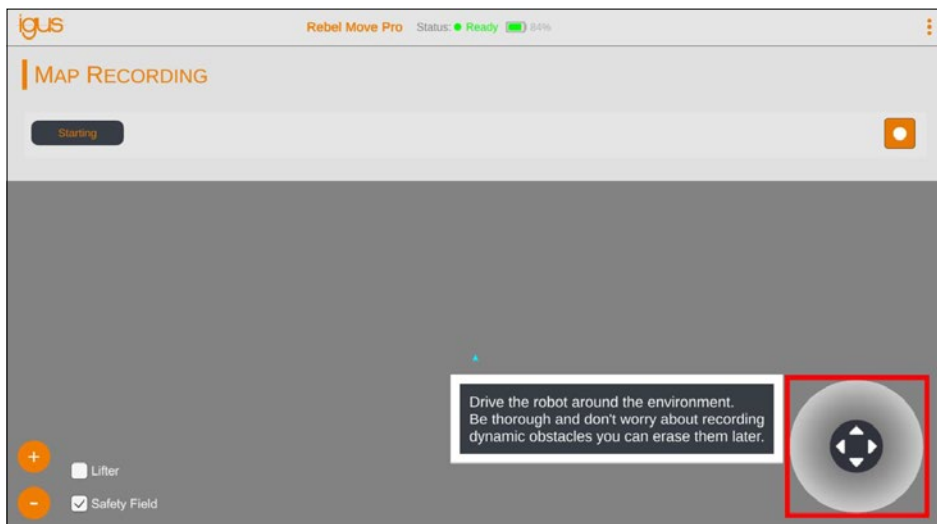 igus
Rebel Move Pro Status: Ready 84%
MAP RECORDING
Starting
Drive the robot around the environment.
Be thorough and don't worry about recording
dynamic obstacles you can erase them later.
+
Lifter
-
Safety Field